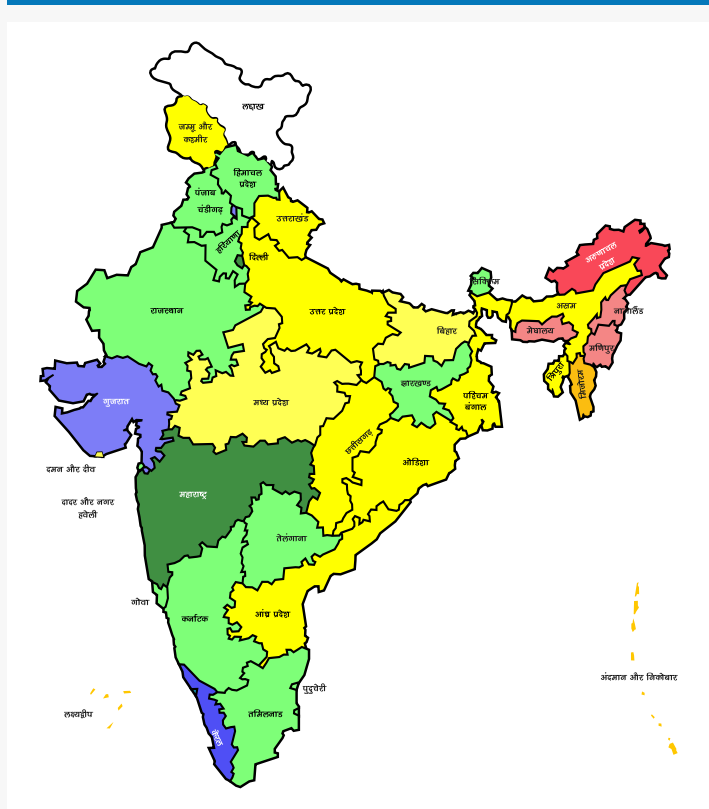 लद्दाख
जम्मू और
कश्मीर
हिमाचल
प्रदेश
पंजाब
चंडीगढ़
उत्तराखंड
हरियाणा
दिल्ली
अरुणाचल
प्रदेश
सिक्किम
राजस्थान
उत्तर प्रदेश
असम
नागालैंड
बिहार
मेघालय
मणिपुर
त्रिपुरा
मिजोरम
झारखण्ड
पश्चिम
बंगाल
गुजरात
मध्य प्रदेश
छत्तीसगढ़
ओडिशा
दमन और दीव
महाराष्ट्र
दादर और नगर
हवेली
तेलंगाना
गोवा
कर्नाटक
आंध्र प्रदेश
अंदमान और निकोबार
पुदुचेरी
लक्षद्वीप
तमिलनाड
केरल